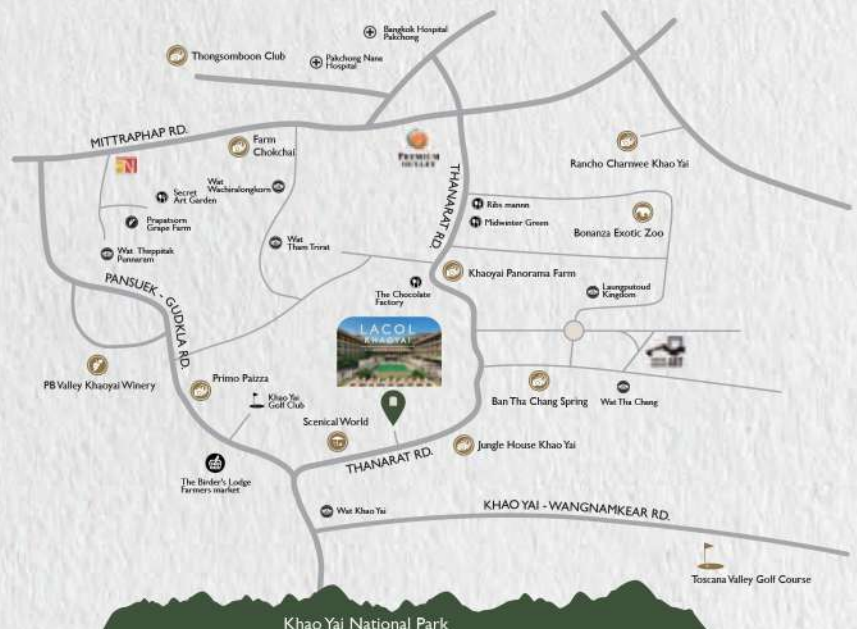 Bangkok Hospital
Pakchong
Thongsomboon Club
Pakchong Nana
Hospital
MITTRAPHAP RD.
Farm
Chokchai
PREMIUM
OUTLET
Rancho Charnvee Khao Yai
THANARAT RD.
Secret
Art Garden
Wat
Wachiralongkorn
Ribs mannn
Midwinter Green
Prapatsorn
Grape Farm
Bonanza Exotic Zoo
Wat Theppitak
Punnaram
Wat
Tham Trirat
Khaoyai Panorama Farm
PANSUEK - GUDKLA RD.
The Chocolate
Factory
Laungputoud
Kingdom
LACOL
KHAOYAI
PB Valley Khaoyai Winery
Primo Paizza
Khao Yai
Golf Club
Ban Tha Chang Spring
Wat Tha Chang
Scenical World
Jungle House Khao Yai
THANARAT RD.
The Birder's Lodge
Farmers market
Wat Khao Yai
KHAO YAI - WANGNAMKEAR RD.
Toscana Valley Golf Course
Khao Yai National Park